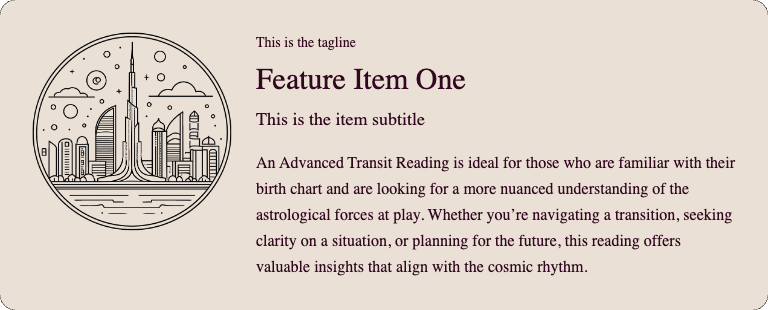 This is the tagline
Feature Item One
This is the item subtitle
An Advanced Transit Reading is ideal for those who are familiar with their
birth chart and are looking for a more nuanced understanding of the
astrological forces at play. Whether you’re navigating a transition, seeking
clarity on a situation, or planning for the future, this reading offers
valuable insights that align with the cosmic rhythm.